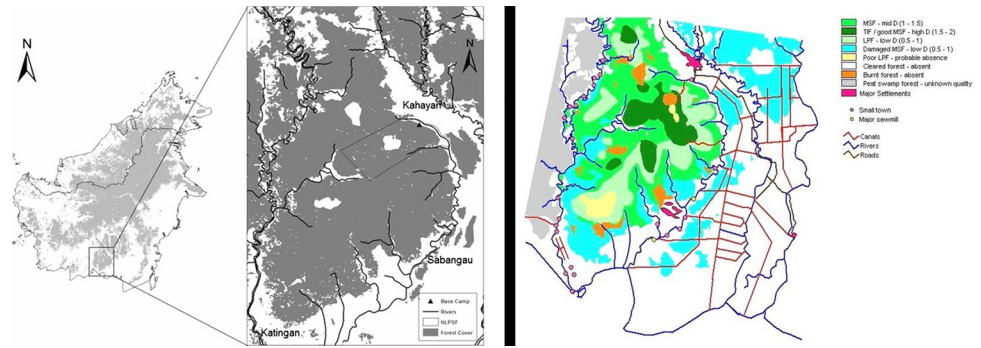 N
N
Kahayan
Sabangau
Katingan
Base Camp
Rivers
NLPSF
Forest Cover
MSF - mid D (1 - 1.5)
TIF / good MSF - high D (1.5 - 2)
LPF - low D (0.5 - 1)
Damaged MSF - low D (0.5 - 1)
Poor LPF - probable absence
Cleared forest - absent
Burnt forest - absent
Peat swamp forest - unknown quality
Major Settlements
Small town
Major sawmill
Canals
Rivers
Roads